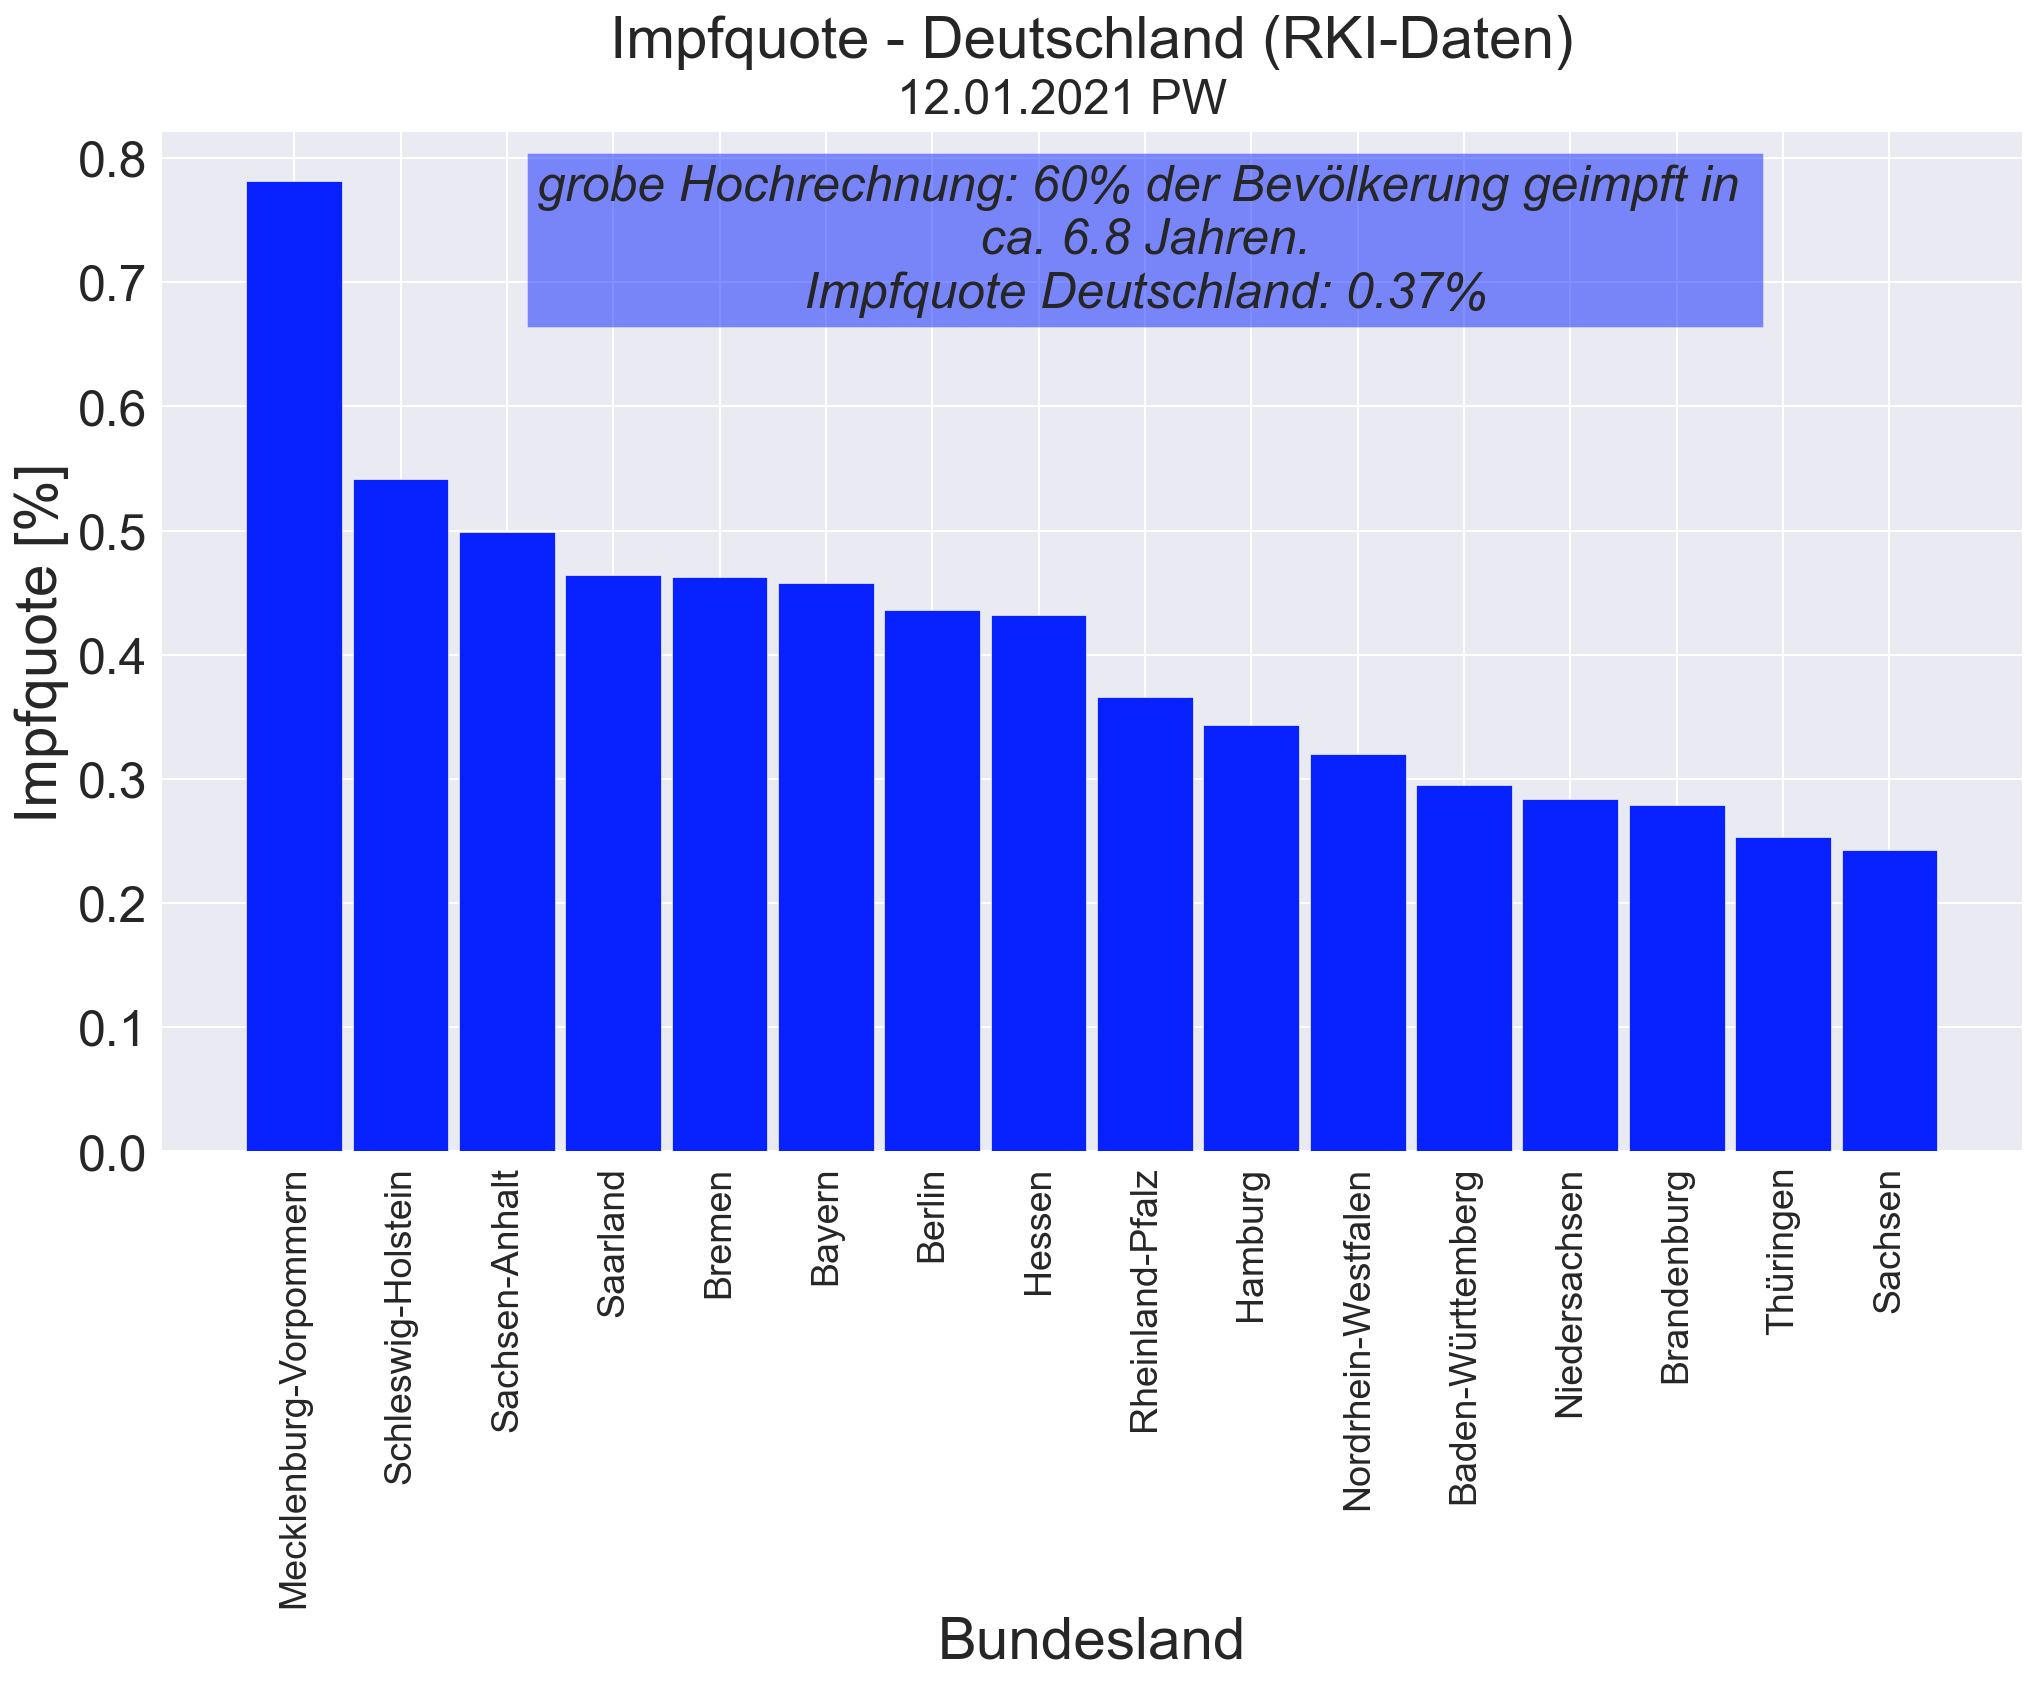 Impfquote - Deutschland (RKI-Daten)
12.01.2021 PW
grobe Hochrechnung: 60% der Bevölkerung geimpft in
ca. 6.8 Jahren.
Impfquote Deutschland: 0.37%
Impfquote [%]
0.8
0.7
0.6
0.5
0.4
0.3
0.2
0.1
0.0
Mecklenburg-Vorpommern
Schleswig-Holstein
Sachsen-Anhalt
Saarland
Bremen
Bayern
Berlin
Hessen
Rheinland-Pfalz
Hamburg
Nordrhein-Westfalen
Baden-Württemberg
Niedersachsen
Brandenburg
Thüringen
Sachsen
Bundesland